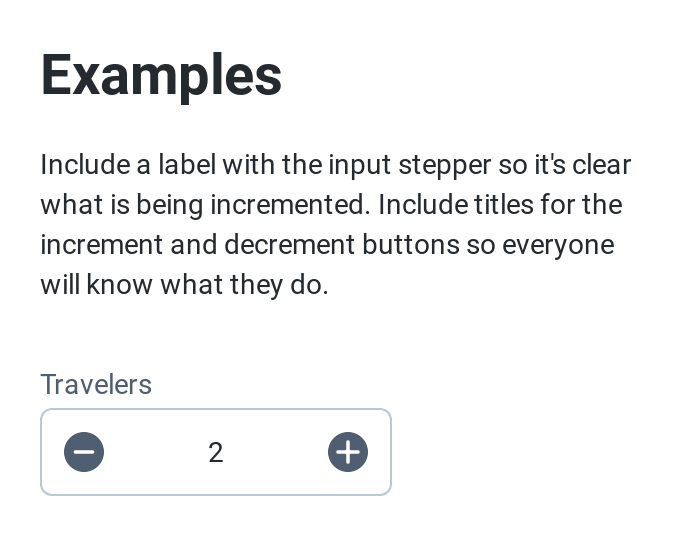 Examples
Include a label with the input stepper so it's clear
what is being incremented. Include titles for the
increment and decrement buttons so everyone
will know what they do.
Travelers
2